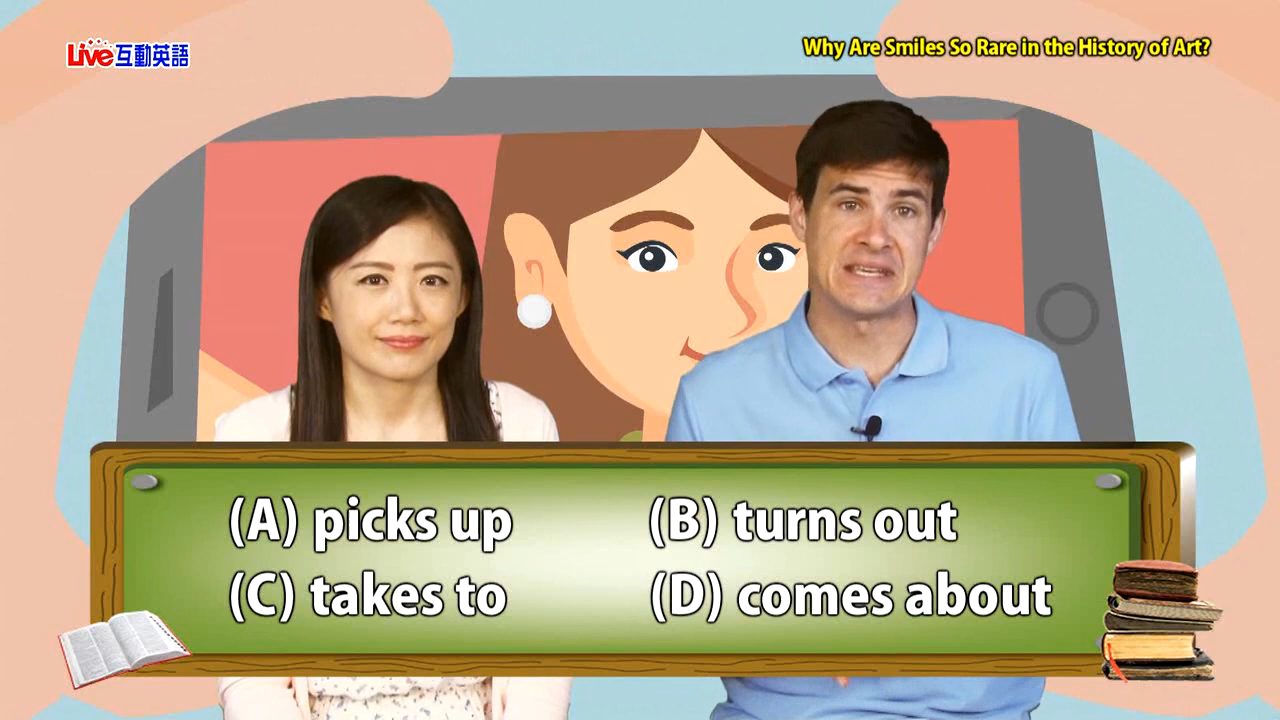 Live互動英語
Why Are Smiles So Rare in the History of Art?
(A) picks up
(B) turns out
(C) takes to
(D) comes about